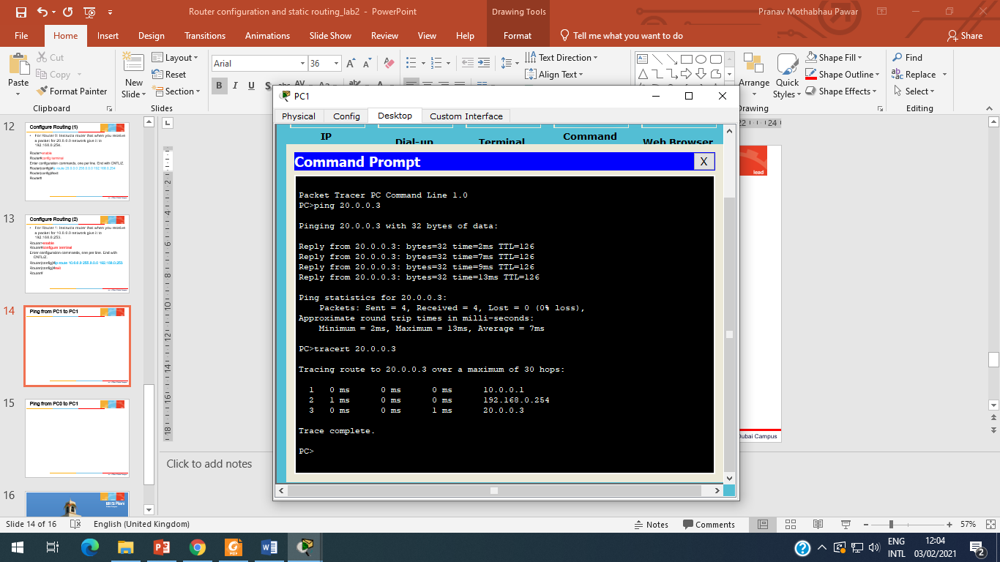 Router configuration and static routing_lab2 - PowerPoint
Drawing Tools
Pranav Mothabhau Pawar
File Home Insert Design Transitions Animations Slide Show Review View Help Format Tell me what you want to do Share
Paste
Cut
Copy
Format Painter
Clipboard
New Slide
Layout
Reset
Section
Slides
Arial 36
B I U S
Text Direction
Align Text
Arrange
Quick Styles
Shape Fill
Shape Outline
Shape Effects
Drawing
Find
Replace
Select
Editing
12
Configure Routing (1)
For Router 0: Instructs router that when you receive
a packet for 20.0.0.0 network give it to
192.168.0.254.
Router>enable
Router#config terminal
Enter configuration commands, one per line. End with CNTL/Z.
Router(config)#ip route 20.0.0.0 255.0.0.0 192.168.0.254
Router(config)#exit
Router#
13
Configure Routing (2)
For Router 1: Instructs router that when you receive
a packet for 10.0.0.0 network give it to
192.168.0.253.
Router>enable
Router#configure terminal
Enter configuration commands, one per line. End with
CNTL/Z.
Router(config)#ip route 10.0.0.0 255.0.0.0 192.168.0.253
Router(config)#exit
Router#
14
Ping from PC1 to PC1
15
Ping from PC0 to PC1
16
BITS Pilani
PC1
Physical Config Desktop Custom Interface
IP
Dial-up
Terminal
Command
Web Browser
Command Prompt
X
Packet Tracer PC Command Line 1.0
PC>ping 20.0.0.3
Pinging 20.0.0.3 with 32 bytes of data:
Reply from 20.0.0.3: bytes=32 time=2ms TTL=126
Reply from 20.0.0.3: bytes=32 time=7ms TTL=126
Reply from 20.0.0.3: bytes=32 time=9ms TTL=126
Reply from 20.0.0.3: bytes=32 time=13ms TTL=126
Ping statistics for 20.0.0.3:
Packets: Sent = 4, Received = 4, Lost = 0 (0% loss),
Approximate round trip times in milli-seconds:
Minimum = 2ms, Maximum = 13ms, Average = 7ms
PC>tracert 20.0.0.3
Tracing route to 20.0.0.3 over a maximum of 30 hops:
1 0 ms 0 ms 0 ms 10.0.0.1
2 1 ms 0 ms 0 ms 192.168.0.254
3 0 ms 0 ms 1 ms 20.0.0.3
Trace complete.
PC>
22 24
2 4 6 8 10 12 14 16 18
lead
Dubai Campus
Click to add notes
Slide 14 of 16
English (United Kingdom)
Notes
Comments
57%
ENG
INTL
12:04
03/02/2021
2